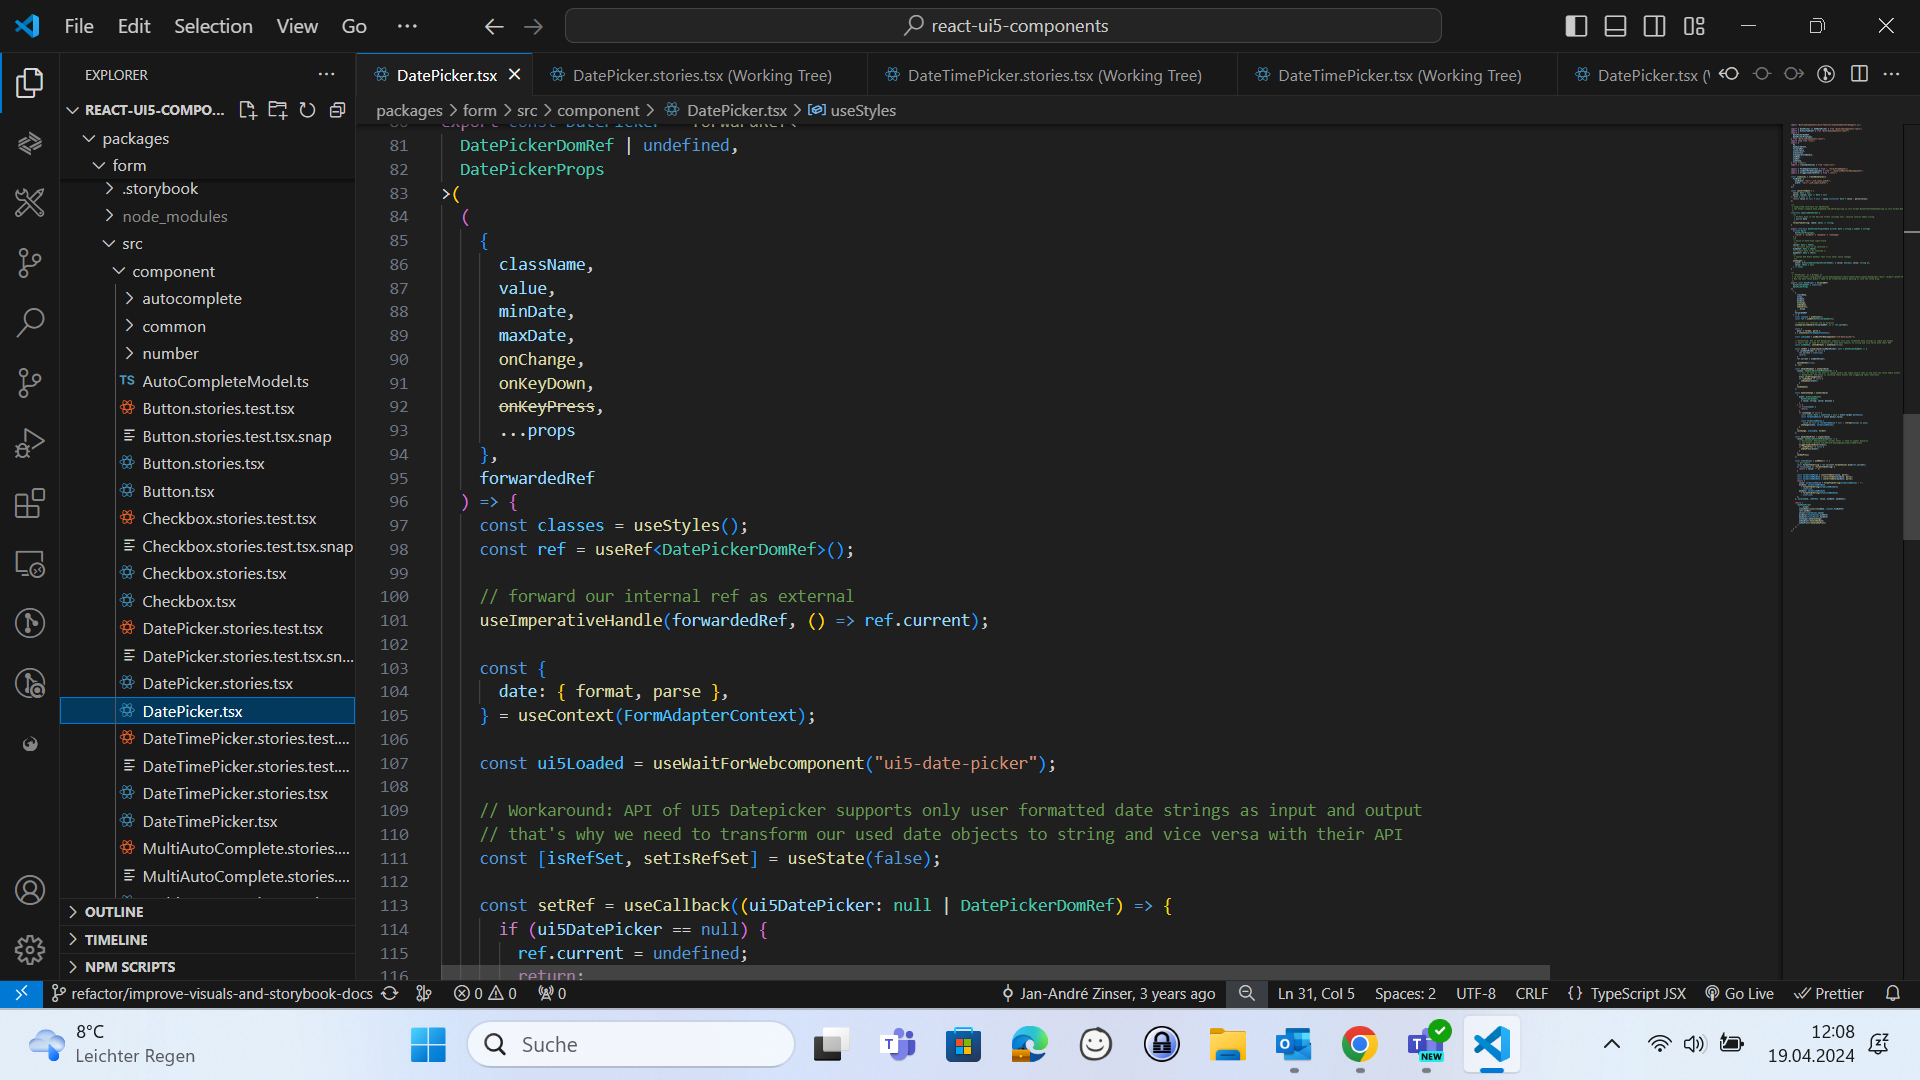 File Edit Selection View Go ···
react-ui5-components
EXPLORER
DatePicker.tsx
DatePicker.stories.tsx (Working Tree)
DateTimePicker.stories.tsx (Working Tree)
DateTimePicker.tsx (Working Tree)
DatePicker.tsx (
packages > form > src > component > DatePicker.tsx > useStyles
REACT-UI5-COMPO...
packages
form
.storybook
node_modules
src
component
autocomplete
common
number
TS AutoCompleteModel.ts
Button.stories.test.tsx
Button.stories.test.tsx.snap
Button.stories.tsx
Button.tsx
Checkbox.stories.test.tsx
Checkbox.stories.test.tsx.snap
Checkbox.stories.tsx
Checkbox.tsx
DatePicker.stories.test.tsx
DatePicker.stories.test.tsx.sn...
DatePicker.stories.tsx
DatePicker.tsx
DateTimePicker.stories.test....
DateTimePicker.stories.test....
DateTimePicker.stories.tsx
DateTimePicker.tsx
MultiAutoComplete.stories....
MultiAutoComplete.stories....
OUTLINE
TIMELINE
NPM SCRIPTS
80 export const DatePicker = forwardRef<
81 DatePickerDomRef | undefined,
82 DatePickerProps
83 >(
84 (
85 {
86 className,
87 value,
88 minDate,
89 maxDate,
90 onChange,
91 onKeyDown,
92 onKeyPress,
93 ...props
94 },
95 forwardedRef
96 ) => {
97 const classes = useStyles();
98 const ref = useRef<DatePickerDomRef>();
99
100 // forward our internal ref as external
101 useImperativeHandle(forwardedRef, () => ref.current);
102
103 const {
104 date: { format, parse },
105 } = useContext(FormAdapterContext);
106
107 const ui5Loaded = useWaitForWebcomponent("ui5-date-picker");
108
109 // Workaround: API of UI5 Datepicker supports only user formatted date strings as input and output
110 // that's why we need to transform our used date objects to string and vice versa with their API
111 const [isRefSet, setIsRefSet] = useState(false);
112
113 const setRef = useCallback((ui5DatePicker: null | DatePickerDomRef) => {
114 if (ui5DatePicker == null) {
115 ref.current = undefined;
116 return;
refactor/improve-visuals-and-storybook-docs
0 0
0
Jan-André Zinser, 3 years ago
Ln 31, Col 5
Spaces: 2
UTF-8
CRLF
{} TypeScript JSX
Go Live
Prettier
8°C
Leichter Regen
Suche
NEW
12:08
19.04.2024